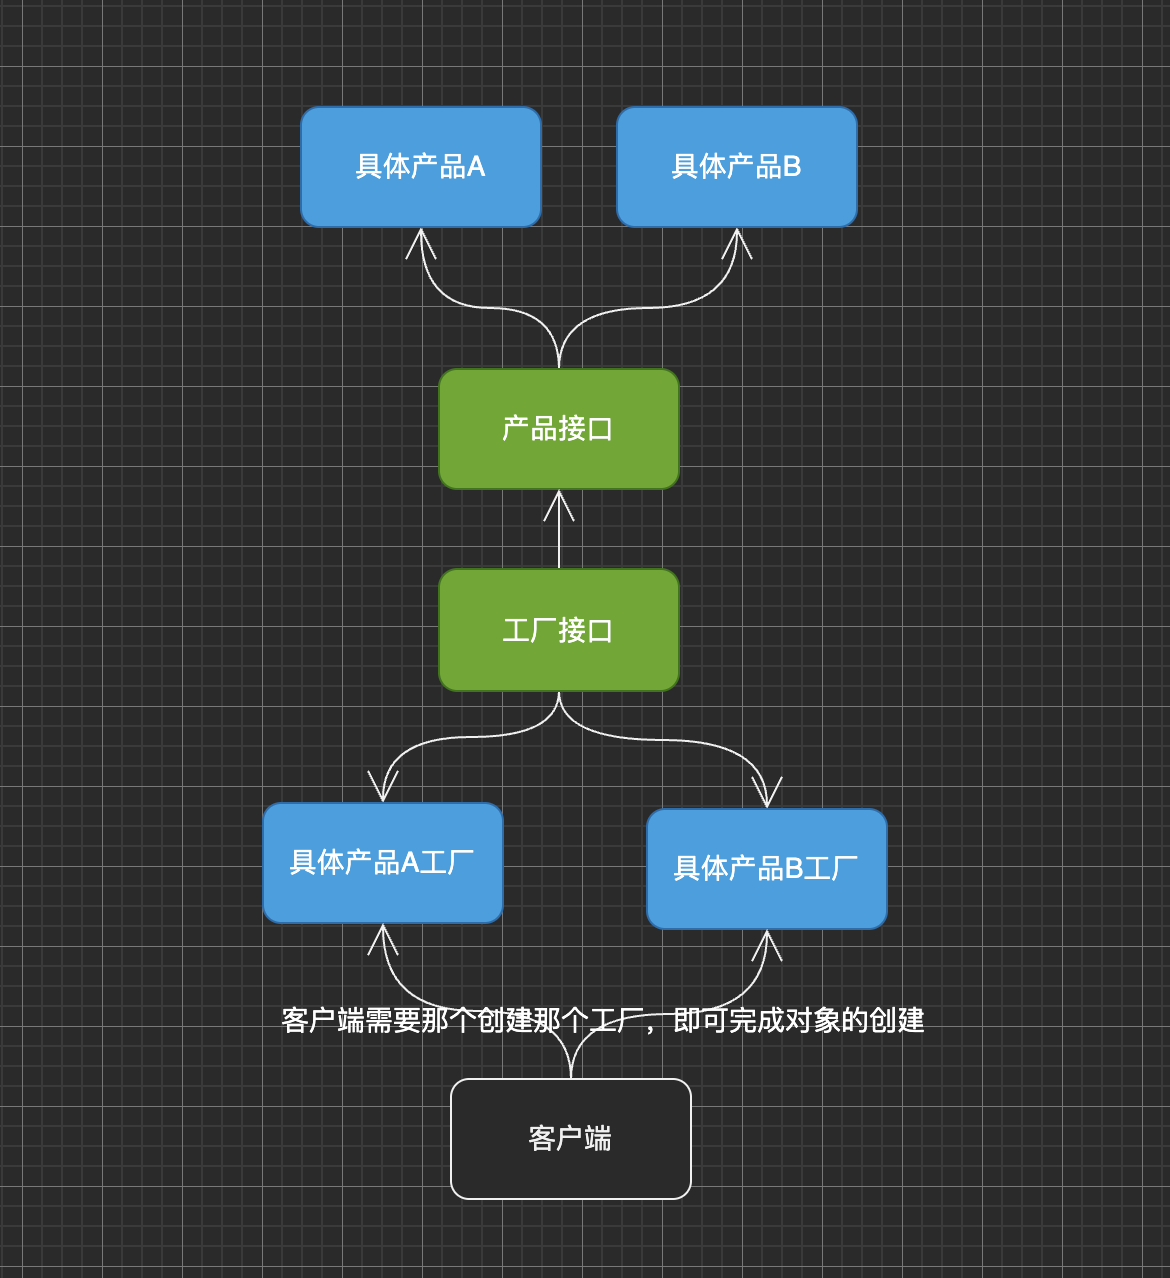 具体产品A
具体产品B
产品接口
工厂接口
具体产品A工厂
具体产品B工厂
客户端需要那个创建那个工厂，即可完成对象的创建
客户端